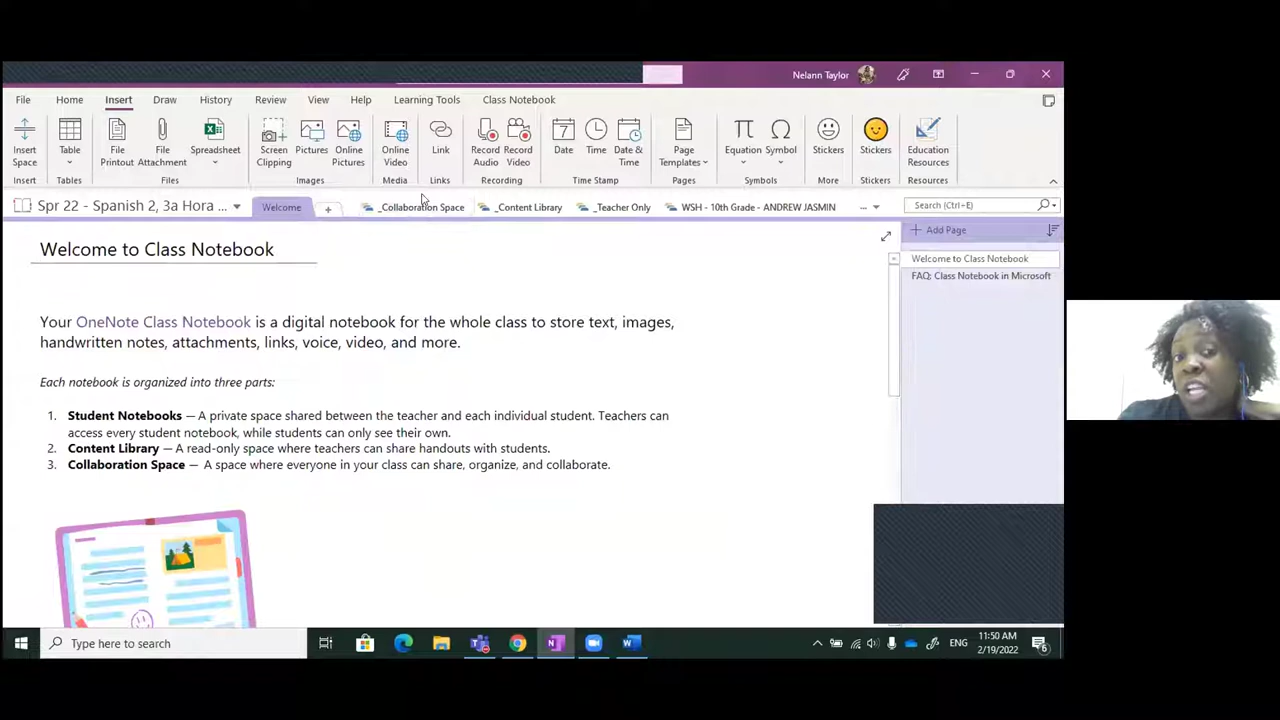 Nelann Taylor
File Home Insert Draw History Review View Help Learning Tools Class Notebook
Insert Space
Table
File Printout
File Attachment
Spreadsheet
Screen Clipping
Pictures
Online Pictures
Online Video
Link
Record Audio
Record Video
Date
Time
Date & Time
Page Templates
Equation
Symbol
Stickers
Stickers
Education Resources
Insert Tables Files Images Media Links Recording Time Stamp Pages Symbols More Stickers Resources
Spr 22 - Spanish 2, 3a Hora ... Welcome + _Collaboration Space _Content Library _Teacher Only WSH - 10th Grade - ANDREW JASMIN ... Search (Ctrl+E)
Add Page
Welcome to Class Notebook
FAQ: Class Notebook in Microsoft
Welcome to Class Notebook
Your OneNote Class Notebook is a digital notebook for the whole class to store text, images,
handwritten notes, attachments, links, voice, video, and more.
Each notebook is organized into three parts:
1. Student Notebooks — A private space shared between the teacher and each individual student. Teachers can
access every student notebook, while students can only see their own.
2. Content Library — A read-only space where teachers can share handouts with students.
3. Collaboration Space — A space where everyone in your class can share, organize, and collaborate.
Type here to search
ENG
11:50 AM
2/19/2022
6